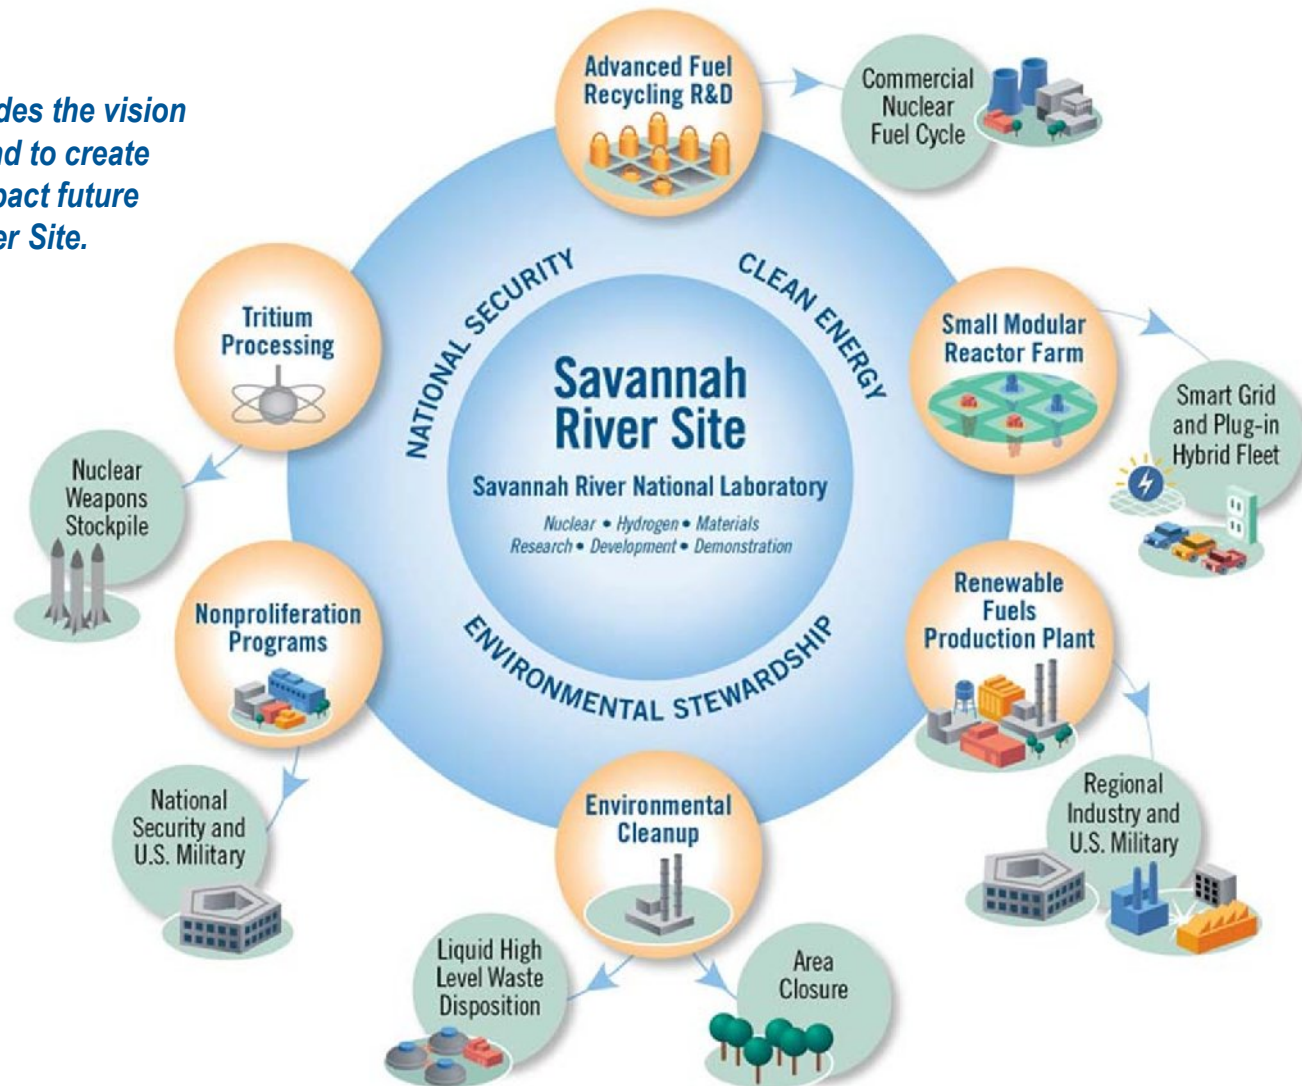 des the vision
nd to create
pact future
er Site.
Advanced Fuel
Recycling R&D
Commercial
Nuclear
Fuel Cycle
NATIONAL SECURITY
CLEAN ENERGY
Tritium
Processing
Small Modular
Reactor Farm
Savannah
River Site
Savannah River National Laboratory
Nuclear • Hydrogen • Materials
Research • Development • Demonstration
Smart Grid
and Plug-in
Hybrid Fleet
Nuclear
Weapons
Stockpile
Nonproliferation
Programs
Renewable
Fuels
Production Plant
ENVIRONMENTAL STEWARDSHIP
National
Security and
U.S. Military
Environmental
Cleanup
Regional
Industry and
U.S. Military
Liquid High
Level Waste
Disposition
Area
Closure